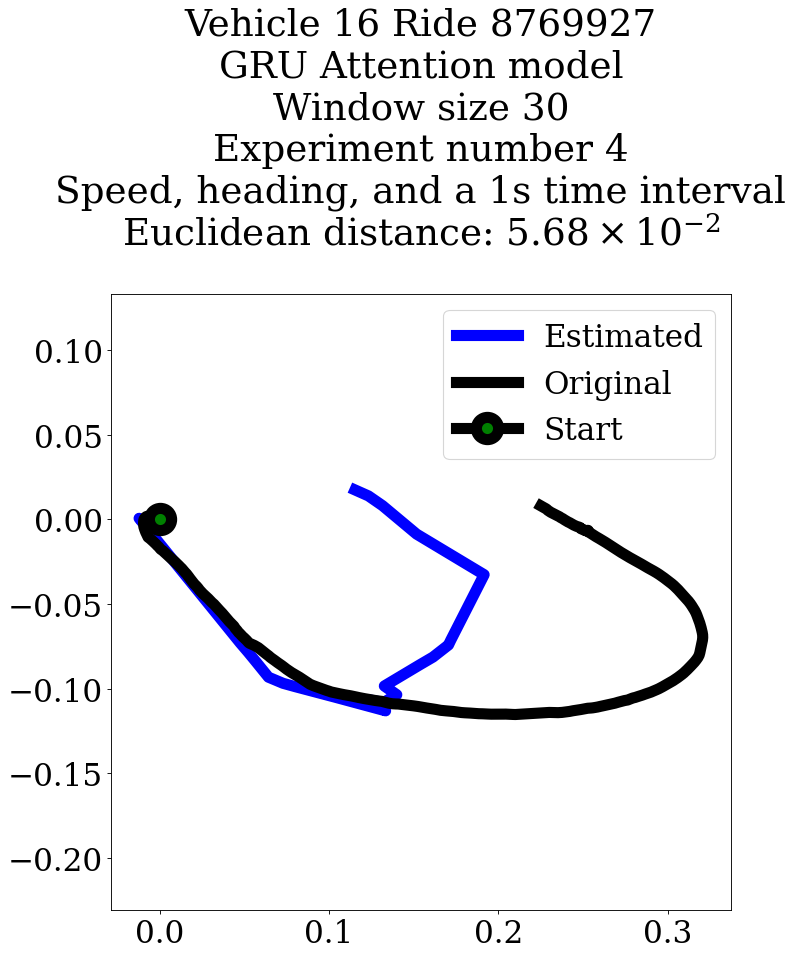 Vehicle 16 Ride 8769927
GRU Attention model
Window size 30
Experiment number 4
Speed, heading, and a 1s time interval
Euclidean distance: 5.68 × 10⁻²
Estimated
Original
Start
0.10
0.05
0.00
−0.05
−0.10
−0.15
−0.20
0.0 0.1 0.2 0.3